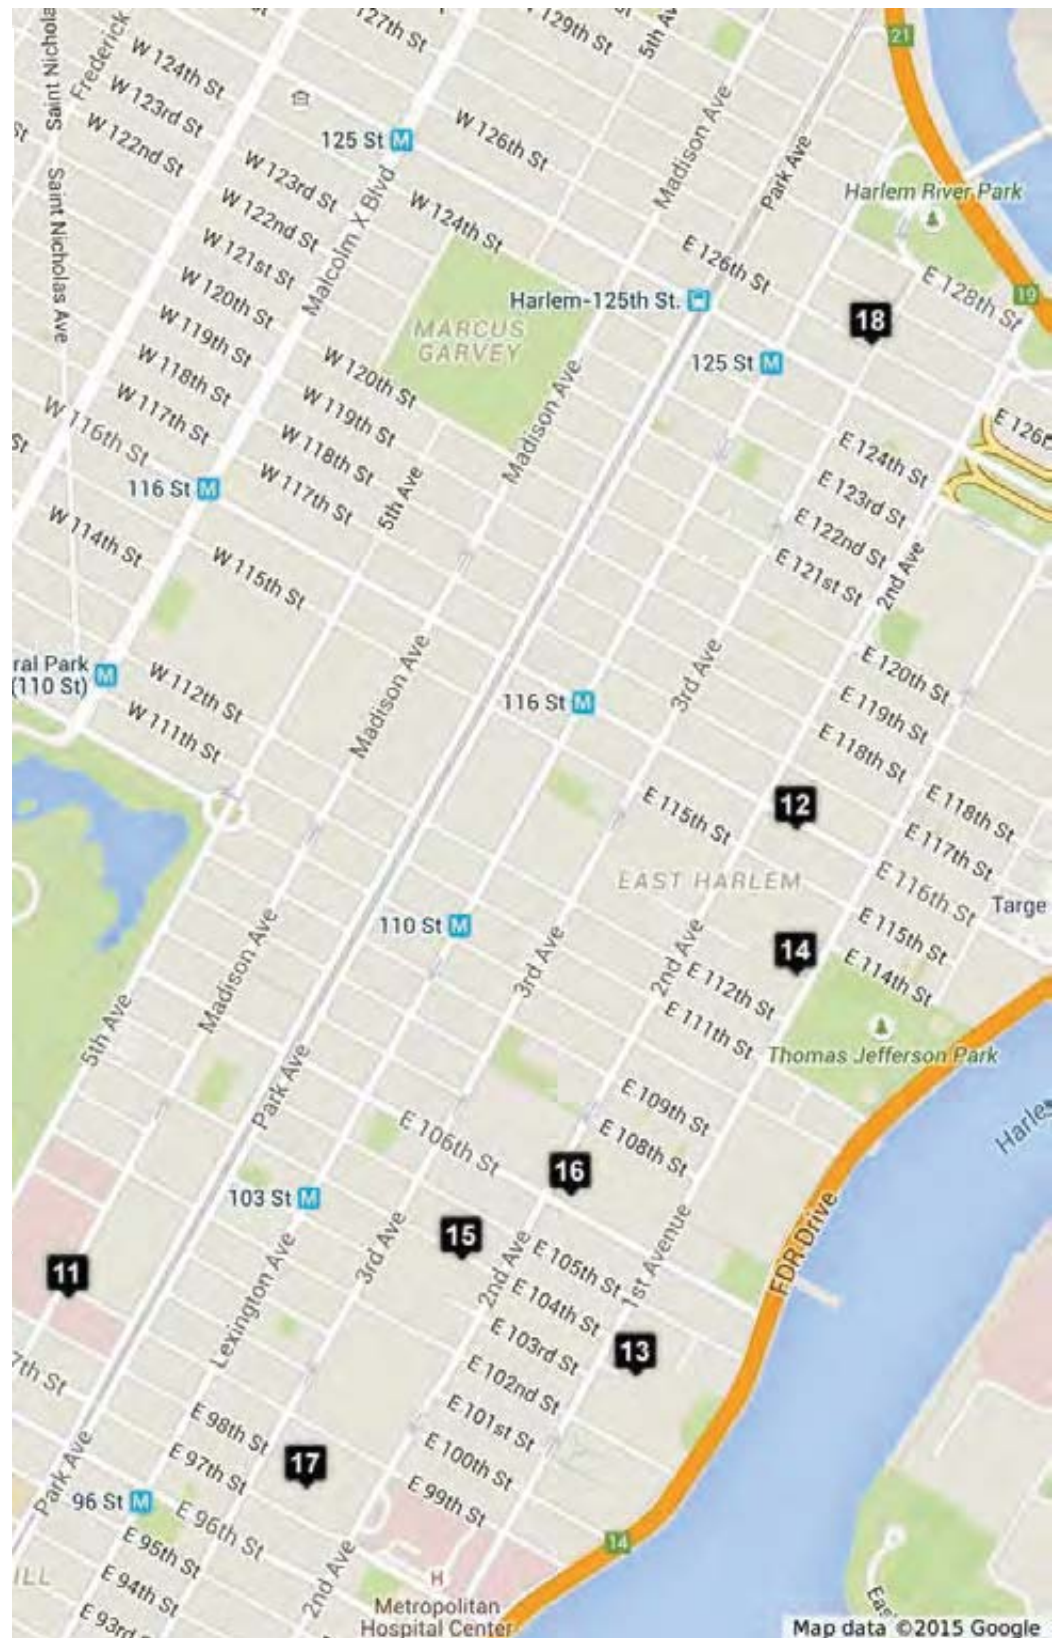 Saint Nichola
Frederick
127th St
129th St
5th Av
21
W 124th St
W 123rd St
W 122nd St
St
125 St
M
W 126th St
Madison Ave
Park Ave
Saint Nicholas Ave
W 123rd St
W 122nd St
W 121st St
W 120th St
W 119th St
W 118th St
W 117th St
W 116th St
St
Malcolm X Blvd
W 124th St
Harlem River Park
E 126th St
E 128th St
19
Harlem-125th St.
18
MARCUS
GARVEY
125 St
M
W 120th St
W 119th St
W 118th St
W 117th St
Madison Ave
5th Ave
E 126t
E 124th St
E 123rd St
E 122nd St
E 121st St
2nd Ave
116 St
M
W 114th St
W 115th St
ral Park
(110 St)
M
W 112th St
W 111th St
Madison Ave
3rd Ave
116 St
M
E 120th St
E 119th St
E 118th St
E 118th St
E 117th St
E 116th St
E 115th St
E 114th St
E 115th St
12
EAST HARLEM
Targe
110 St
M
Madison Ave
3rd Ave
2nd Ave
14
E 112th St
E 111th St
Thomas Jefferson Park
5th Ave
Park Ave
E 109th St
E 108th St
E 106th St
Harle
16
103 St
M
15
3rd Ave
2nd Ave
E 105th St
E 104th St
E 103rd St
E 102nd St
E 101st St
E 100th St
E 99th St
1st Avenue
FDR Drive
11
Lexington Ave
13
7th St
E 98th St
E 97th St
E 96th St
E 95th St
E 94th St
E 93rd
17
Park Ave
96 St
M
2nd Ave
14
ILL
H
Metropolitan
Hospital Center
Eas
Map data ©2015 Google